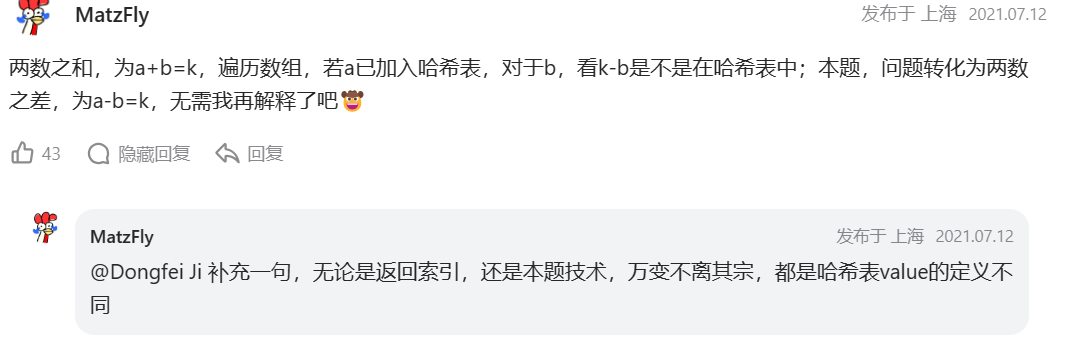 MatzFly
发布于 上海 2021.07.12
两数之和，为a+b=k，遍历数组，若a已加入哈希表，对于b，看k-b是不是在哈希表中；本题，问题转化为两数
之差，为a-b=k，无需我再解释了吧🤠
43 隐藏回复 回复
MatzFly
发布于 上海 2021.07.12
@Dongfei Ji 补充一句，无论是返回索引，还是本题技术，万变不离其宗，都是哈希表value的定义不
同